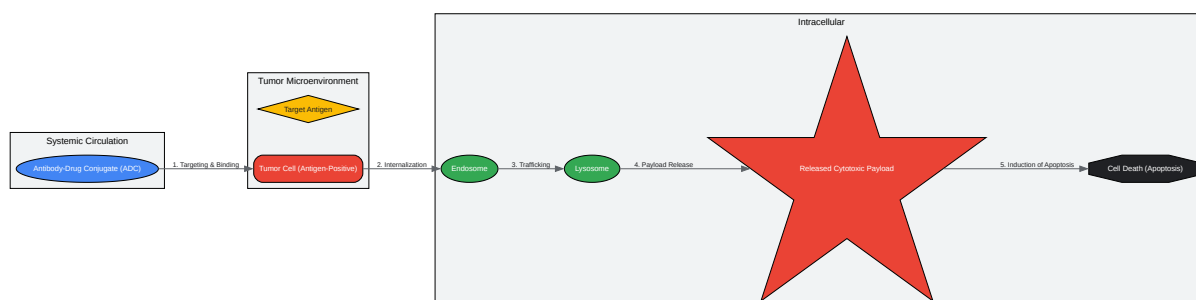 Intracellular
Tumor Microenvironment
Target Antigen
Systemic Circulation
Antibody-Drug Conjugate (ADC)
1. Targeting & Binding
Tumor Cell (Antigen-Positive)
2. Internalization
Endosome
3. Trafficking
Lysosome
4. Payload Release
Released Cytotoxic Payload
5. Induction of Apoptosis
Cell Death (Apoptosis)